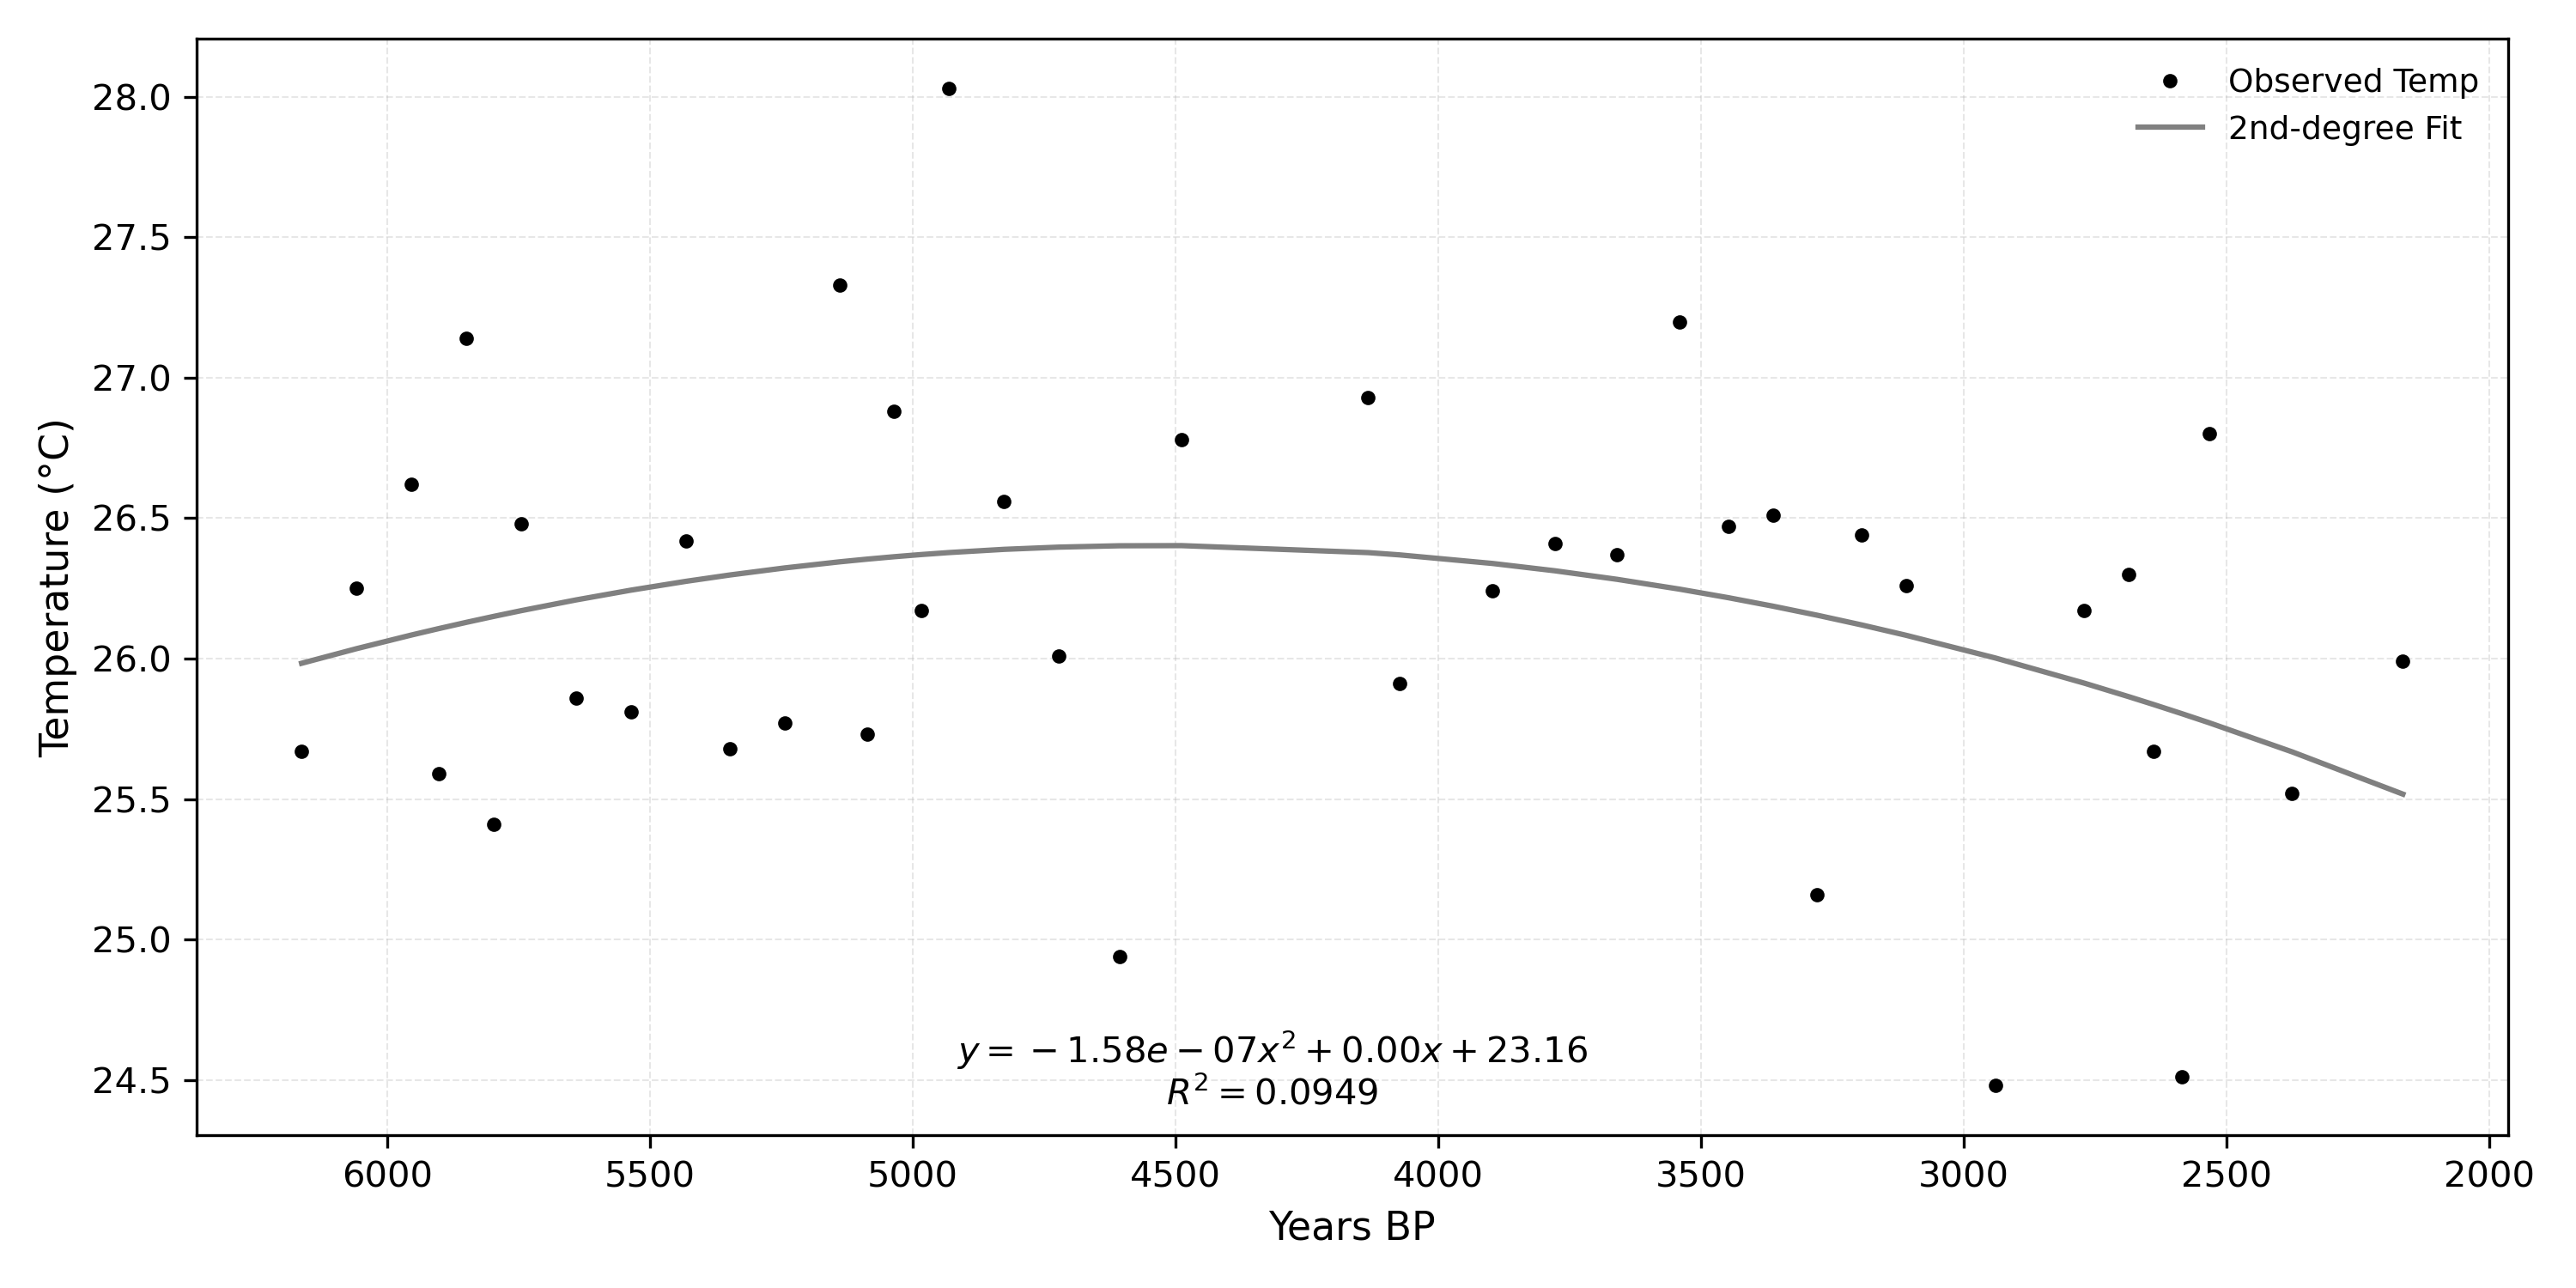 28.0
27.5
27.0
26.5
26.0
25.5
25.0
24.5
Temperature (°C)
Observed Temp
2nd-degree Fit
y = −1.58e−07x² + 0.00x + 23.16
R² = 0.0949
6000 5500 5000 4500 4000 3500 3000 2500 2000
Years BP